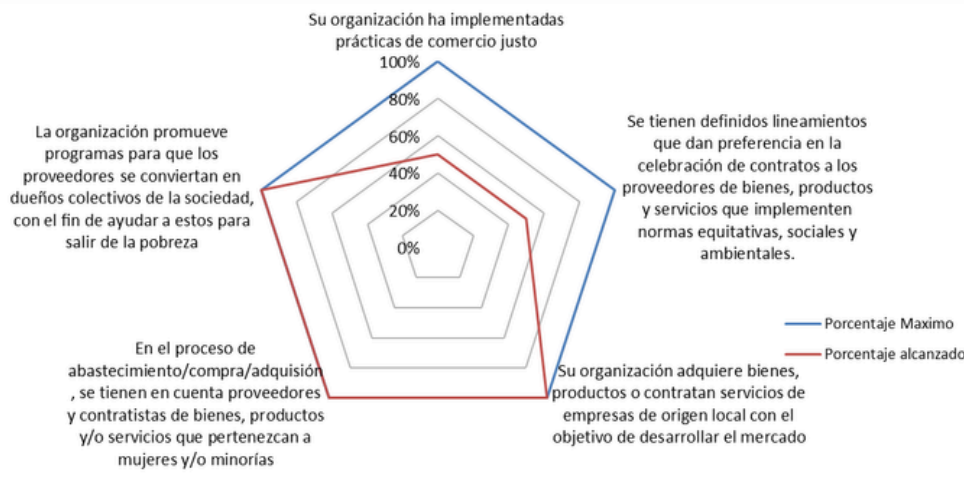 Su organización ha implementadas
prácticas de comercio justo
100%
80%
60%
40%
20%
0%
Se tienen definidos lineamientos
que dan preferencia en la
celebración de contratos a los
proveedores de bienes, productos
y servicios que implementen
normas equitativas, sociales y
ambientales.
Su organización adquiere bienes,
productos o contratan servicios de
empresas de origen local con el
objetivo de desarrollar el mercado
En el proceso de
abastecimiento/compra/adquisión
, se tienen en cuenta proveedores
y contratistas de bienes, productos
y/o servicios que pertenezcan a
mujeres y/o minorías
La organización promueve
programas para que los
proveedores se conviertan en
dueños colectivos de la sociedad,
con el fin de ayudar a estos para
salir de la pobreza
Porcentaje Maximo
Porcentaje alcanzado